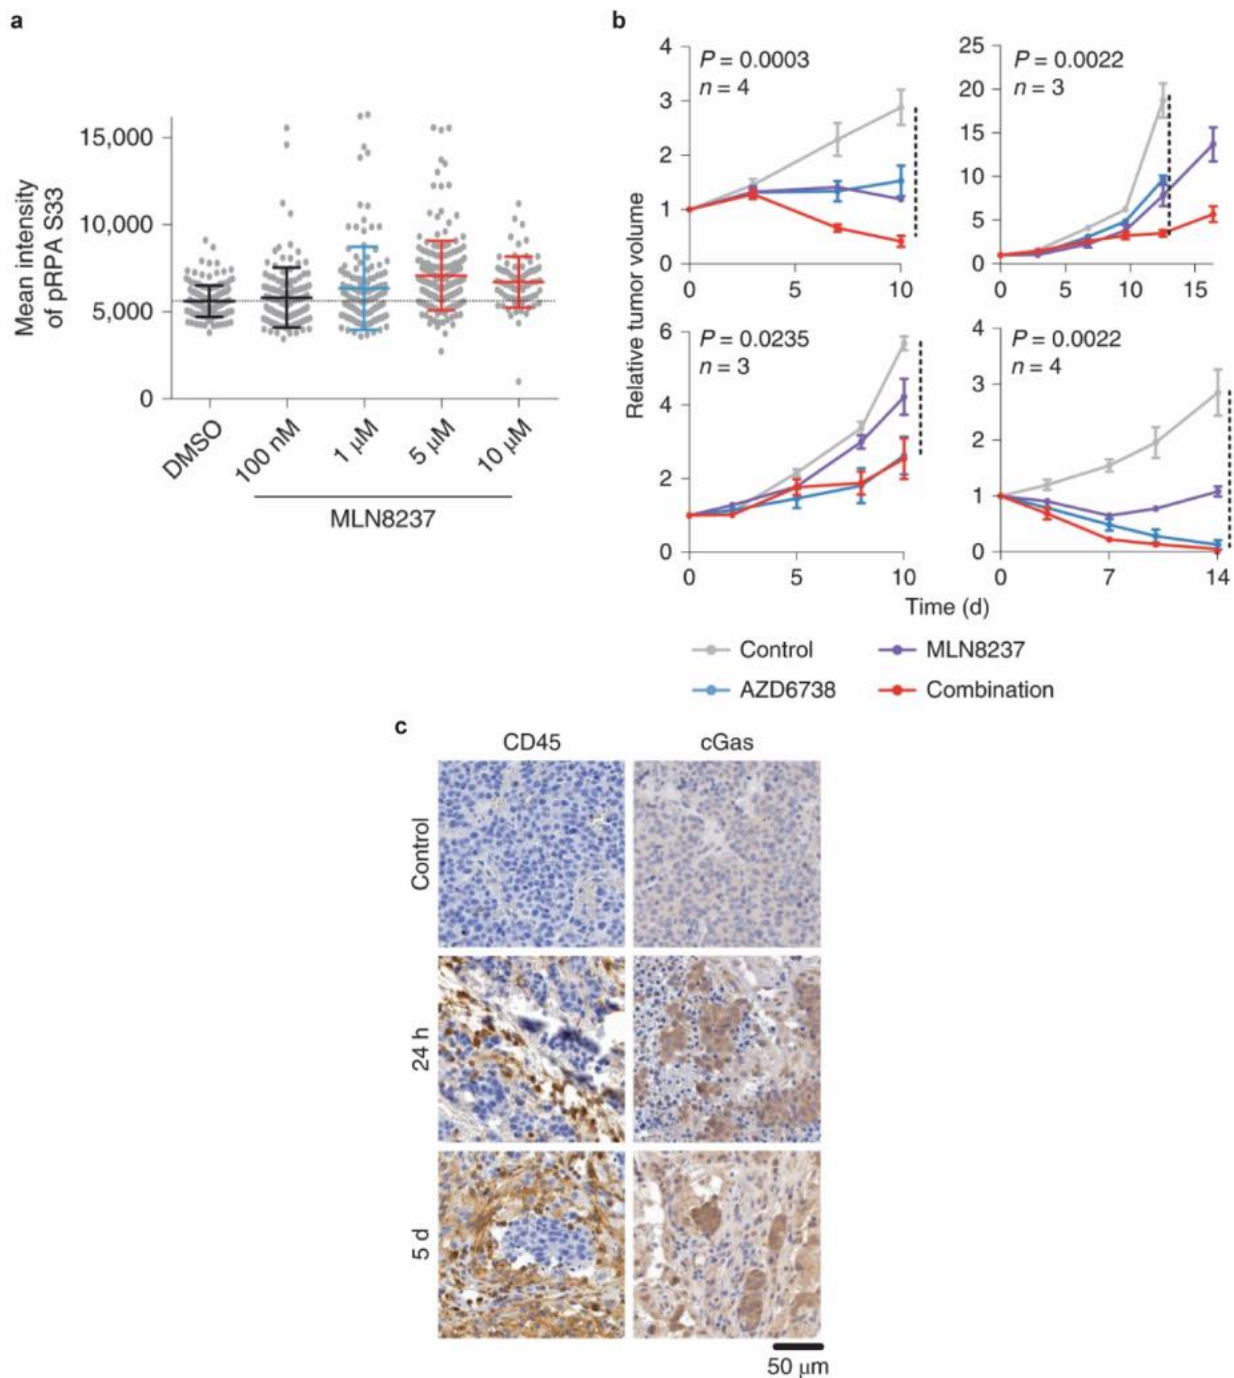 a
Mean intensity
of pRPA S33
15,000
10,000
5,000
0
DMSO
100 nM
1 µM
5 µM
10 µM
MLN8237
b
Relative tumor volume
4
3
2
1
0
P = 0.0003
n = 4
0 5 10
25
20
15
10
5
0
P = 0.0022
n = 3
0 5 10 15
6
4
2
0
P = 0.0235
n = 3
0 5 10
4
3
2
1
0
P = 0.0022
n = 4
0 7 14
Time (d)
Control
MLN8237
AZD6738
Combination
c
CD45 cGas
Control
24 h
5 d
50 µm